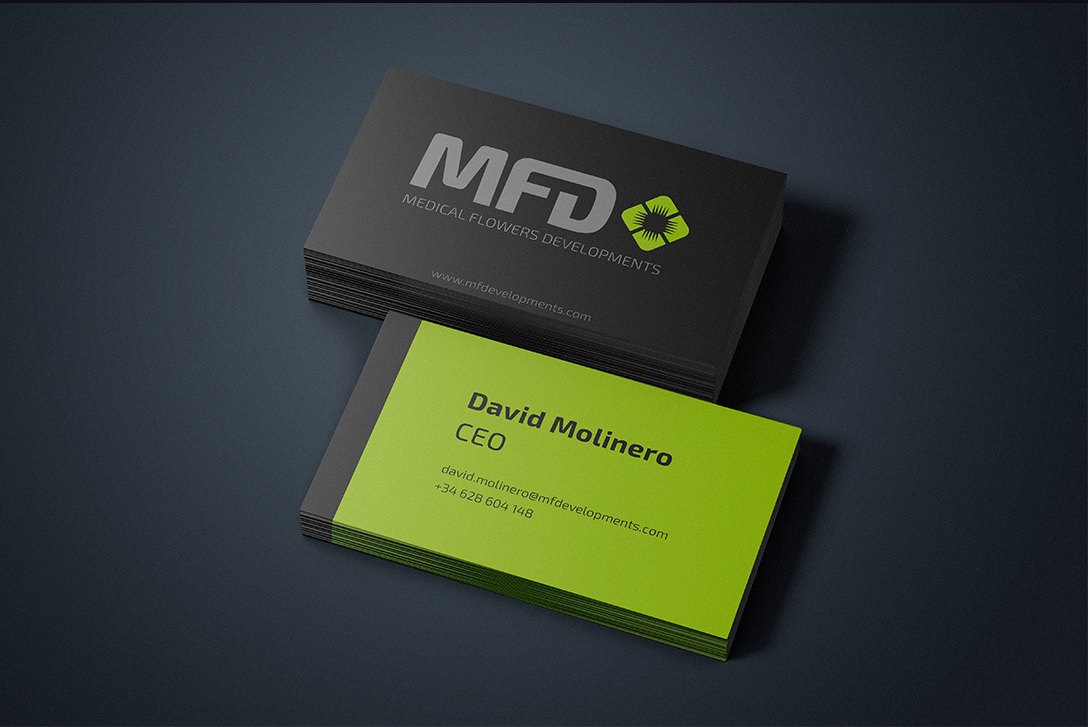 MFD
MEDICAL FLOWERS DEVELOPMENTS
www.mfdevelopments.com
David Molinero
CEO
david.molinero@mfdevelopments.com
+34 628 604 148